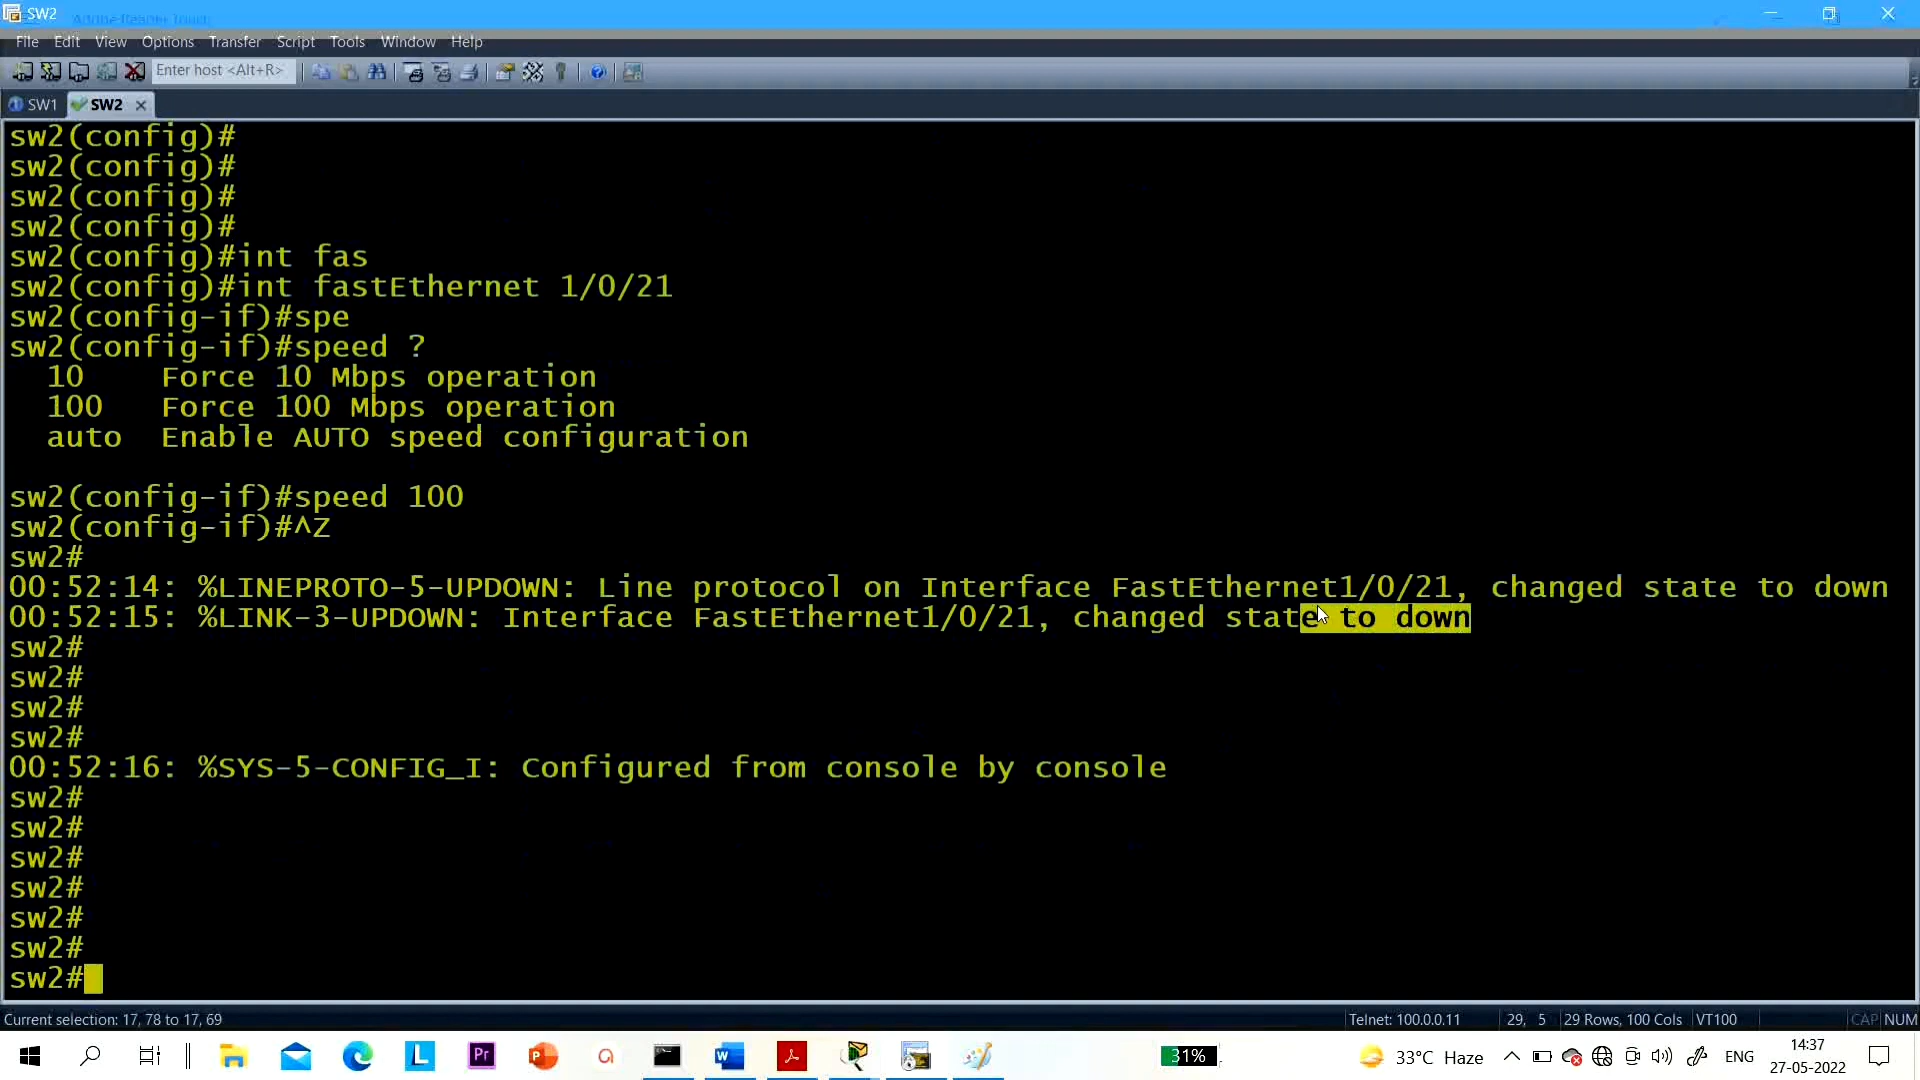 SW2
Adobe Reader Touch
File Edit View Options Transfer Script Tools Window Help
Enter host <Alt+R>
SW1 SW2
sw2(config)#
sw2(config)#
sw2(config)#
sw2(config)#
sw2(config)#int fas
sw2(config)#int fastEthernet 1/0/21
sw2(config-if)#spe
sw2(config-if)#speed ?
10 Force 10 Mbps operation
100 Force 100 Mbps operation
auto Enable AUTO speed configuration
sw2(config-if)#speed 100
sw2(config-if)#^Z
sw2#
00:52:14: %LINEPROTO-5-UPDOWN: Line protocol on Interface FastEthernet1/0/21, changed state to down
00:52:15: %LINK-3-UPDOWN: Interface FastEthernet1/0/21, changed state to down
sw2#
sw2#
sw2#
sw2#
00:52:16: %SYS-5-CONFIG_I: Configured from console by console
sw2#
sw2#
sw2#
sw2#
sw2#
sw2#
sw2#
Current selection: 17, 78 to 17, 69 Telnet: 100.0.0.11 29, 5 29 Rows, 100 Cols VT100 CAP NUM
L Pr P W 31% 33°C Haze ENG 14:37
27-05-2022